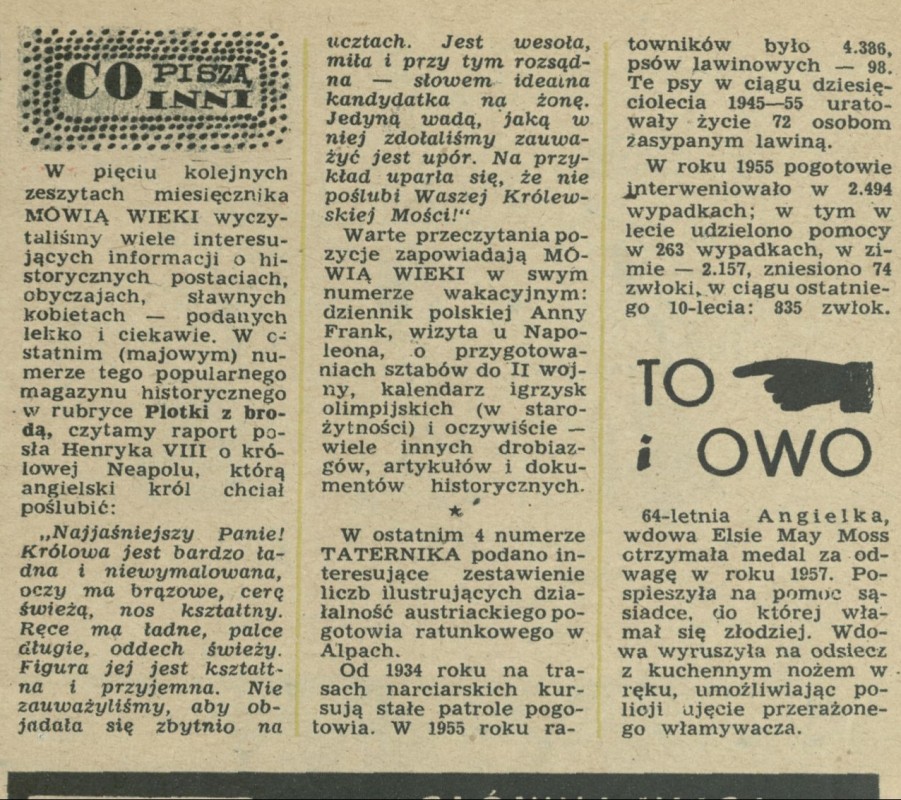 CO PISZĄ
INNI
W pięciu kolejnych
zeszytach miesięcznika
MÓWIĄ WIEKI wyczy-
taliśmy wiele interesu-
jących informacji o hi-
storycznych postaciach,
obyczajach, sławnych
kobietach — podanych
lekko i ciekawie. W o-
statnim (majowym) nu-
merze tego popularnego
magazynu historycznego
w rubryce Plotki z bro-
dą, czytamy raport po-
sła Henryka VIII o kró-
lowej Neapolu, którą
angielski król chciał
poślubić:
„Najjaśniejszy Panie!
Królowa jest bardzo ła-
dna i niewymalowana,
oczy ma brązowe, cerę
świeżą, nos kształtny.
Ręce ma ładne, palce
długie, oddech świeży.
Figura jej jest kształt-
na i przyjemna. Nie
zauważyliśmy, aby ob-
jadała się zbytnio na
ucztach. Jest wesoła,
miła i przy tym rozsąd-
na — słowem idealna
kandydatka na żonę.
Jedyną wadą, jaką w
niej zdołaliśmy zauwa-
żyć jest upór. Na przy-
kład uparła się, że nie
poślubi Waszej Królew-
skiej Mości!"
Warte przeczytania po-
zycje zapowiadają MÓ-
WIĄ WIEKI w swym
numerze wakacyjnym:
dziennik polskiej Anny
Frank, wizyta u Napo-
leona, o przygotowa-
niach sztabów do II woj-
ny, kalendarz igrzysk
olimpijskich (w staro-
żytności) i oczywiście —
wiele innych drobiaz-
gów, artykułów i doku-
mentów historycznych.
★
W ostatnim 4 numerze
TATERNIKA podano in-
teresujące zestawienie
liczb ilustrujących dzia-
łalność austriackiego po-
gotowia ratunkowego w
Alpach.
Od 1934 roku na tra-
sach narciarskich kur-
sują stałe patrole pogo-
towia. W 1955 roku ra-
towników było 4.386,
psów lawinowych — 98.
Te psy w ciągu dziesię-
ciolecia 1945—55 urato-
wały życie 72 osobom
zasypanym lawiną.
W roku 1955 pogotowie
interweniowało w 2.494
wypadkach; w tym w
lecie udzielono pomocy
w 263 wypadkach, w zi-
mie — 2.157, zniesiono 74
zwłoki, w ciągu ostatnie-
go 10-lecia: 835 zwłok.
TO
i OWO
64-letnia Angielka,
wdowa Elsie May Moss
otrzymała medal za od-
wagę w roku 1957. Po-
spieszyła na pomoc są-
siadce, do której wła-
mał się złodziej. Wdo-
wa wyruszyła na odsiecz
z kuchennym nożem w
ręku, umożliwiając po-
licji ujęcie przerażone-
go włamywacza.